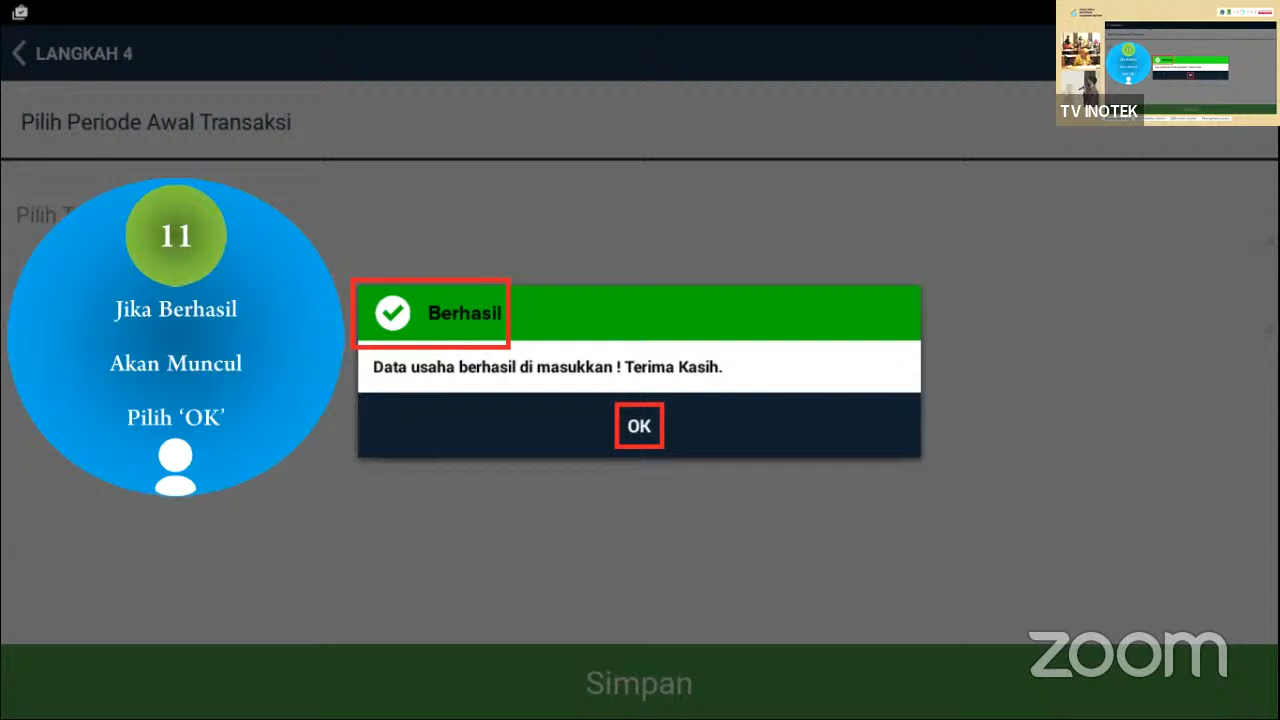 LANGKAH 4
Pilih Periode Awal Transaksi
TV INOTEK
Pilih
11
Jika Berhasil
Akan Muncul
Pilih ‘OK’
Berhasil
Data usaha berhasil di masukkan ! Terima Kasih.
OK
zoom
Simpan